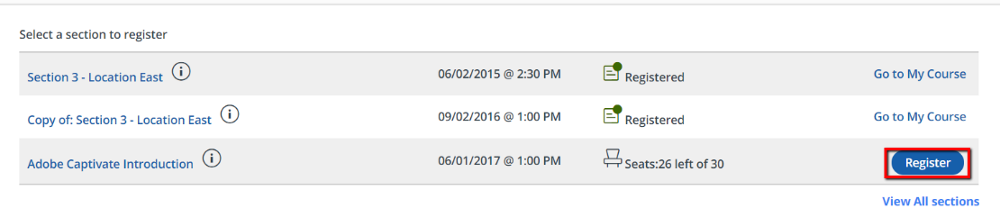 Select a section to register
Section 3 - Location East i 06/02/2015 @ 2:30 PM Registered Go to My Course
Copy of: Section 3 - Location East i 09/02/2016 @ 1:00 PM Registered Go to My Course
Adobe Captivate Introduction i 06/01/2017 @ 1:00 PM Seats:26 left of 30 Register
View All sections